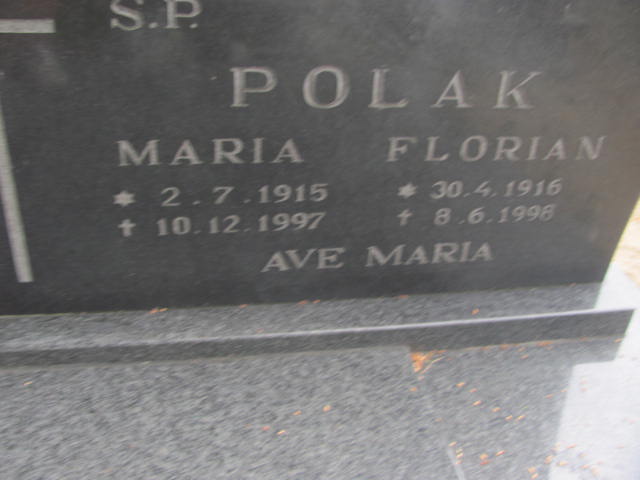 S.P.
POLAK
MARIA FLORIAN
* 2.7.1915 * 30.4.1916
† 10.12.1997 † 8.6.1998
AVE MARIA